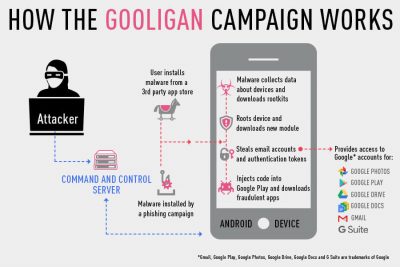 HOW THE GOOLIGAN CAMPAIGN WORKS
Attacker
COMMAND AND CONTROL
SERVER
User installs
malware from a
3rd party app store
Malware installed by
a phishing campaign
Malware collects data
about devices and
downloads rootkits
Roots device and
downloads new module
Steals email accounts
and authentication tokens
Injects code into
Google Play and downloads
fraudulent apps
ANDROID DEVICE
Provides access to
Google* accounts for:
GOOGLE PHOTOS
GOOGLE PLAY
GOOGLE DRIVE
GOOGLE DOCS
GMAIL
G Suite
*Gmail, Google Play, Google Photos, Google Drive, Google Docs and G Suite are trademarks of Google